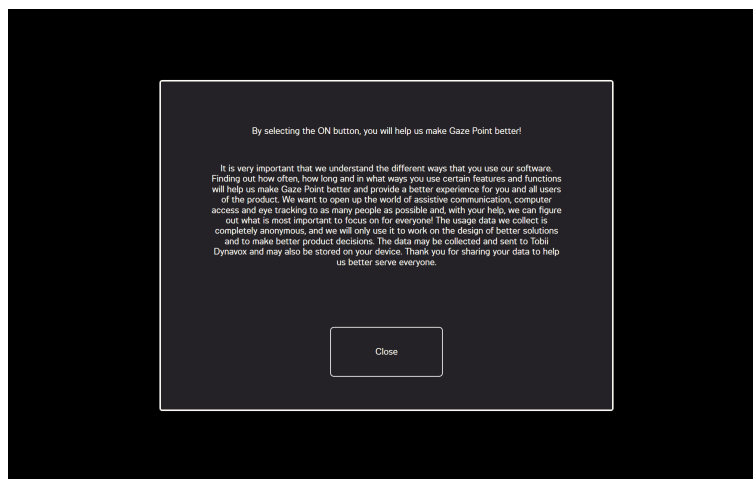 By selecting the ON button, you will help us make Gaze Point better!
It is very important that we understand the different ways that you use our software.
Finding out how often, how long and in what ways you use certain features and functions
will help us make Gaze Point better and provide a better experience for you and all users
of the product. We want to open up the world of assistive communication, computer
access and eye tracking to as many people as possible and, with your help, we can figure
out what is most important to focus on for everyone! The usage data we collect is
completely anonymous, and we will only use it to work on the design of better solutions
and to make better product decisions. The data may be collected and sent to Tobii
Dynavox and may also be stored on your device. Thank you for sharing your data to help
us better serve everyone.
Close